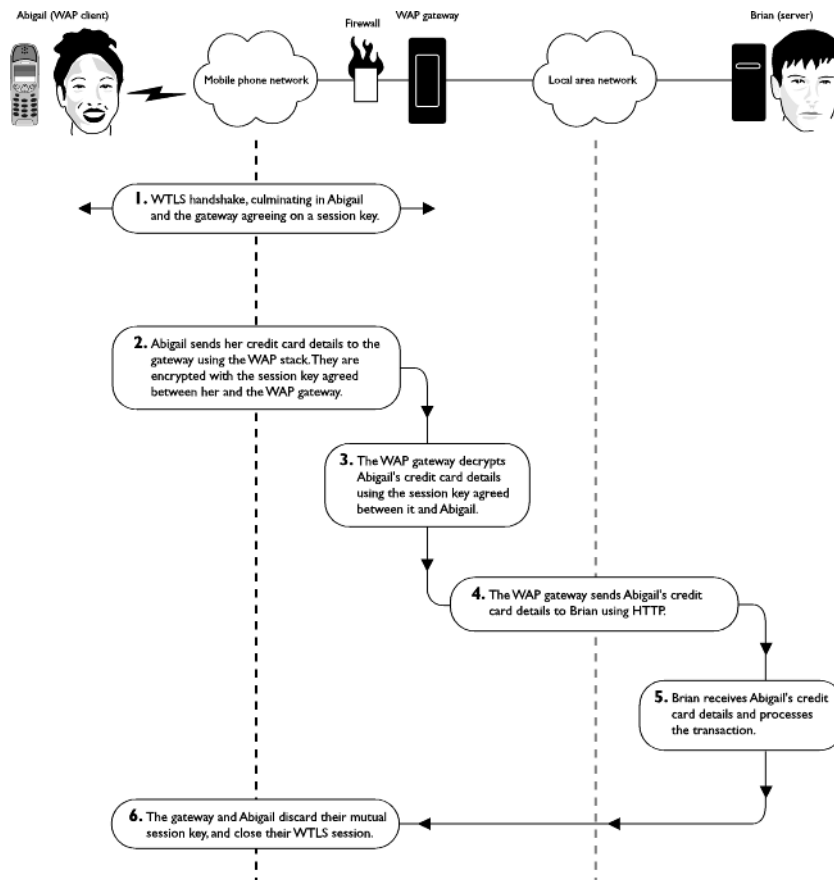 Abigail (WAP client)
Firewall
WAP gateway
Brian (server)
Mobile phone network
Local area network
1. WTLS handshake, culminating in Abigail
and the gateway agreeing on a session key.
2. Abigail sends her credit card details to the
gateway using the WAP stack. They are
encrypted with the session key agreed
between her and the WAP gateway.
3. The WAP gateway decrypts
Abigail's credit card details
using the session key agreed
between it and Abigail.
4. The WAP gateway sends Abigail's credit
card details to Brian using HTTP.
5. Brian receives Abigail's credit
card details and processes
the transaction.
6. The gateway and Abigail discard their mutual
session key, and close their WTLS session.